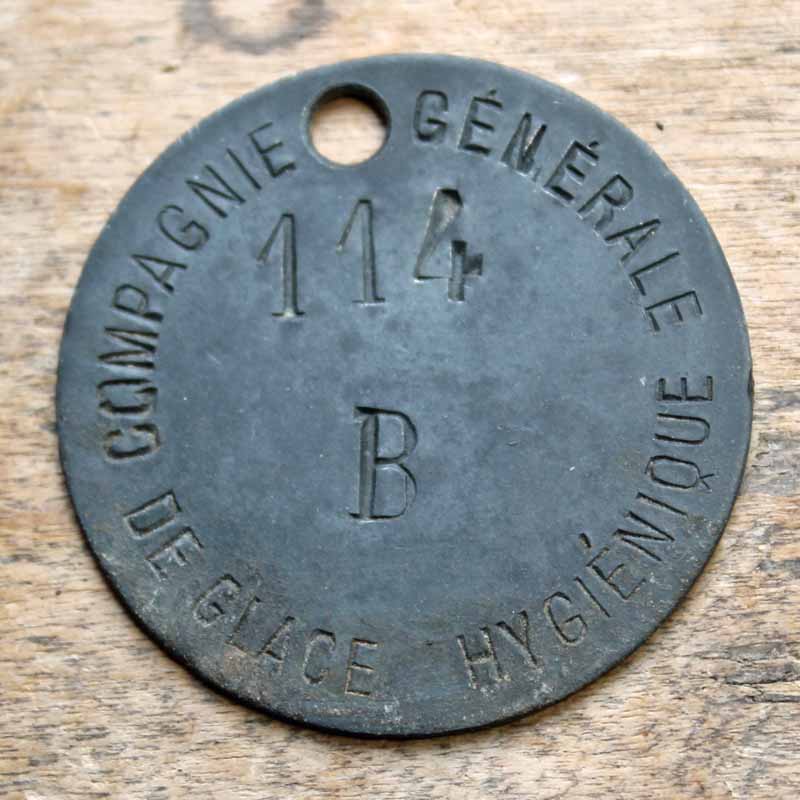 COMPAGNIE GÉNÉRALE
DE GLACE HYGIÉNIQUE
114
B